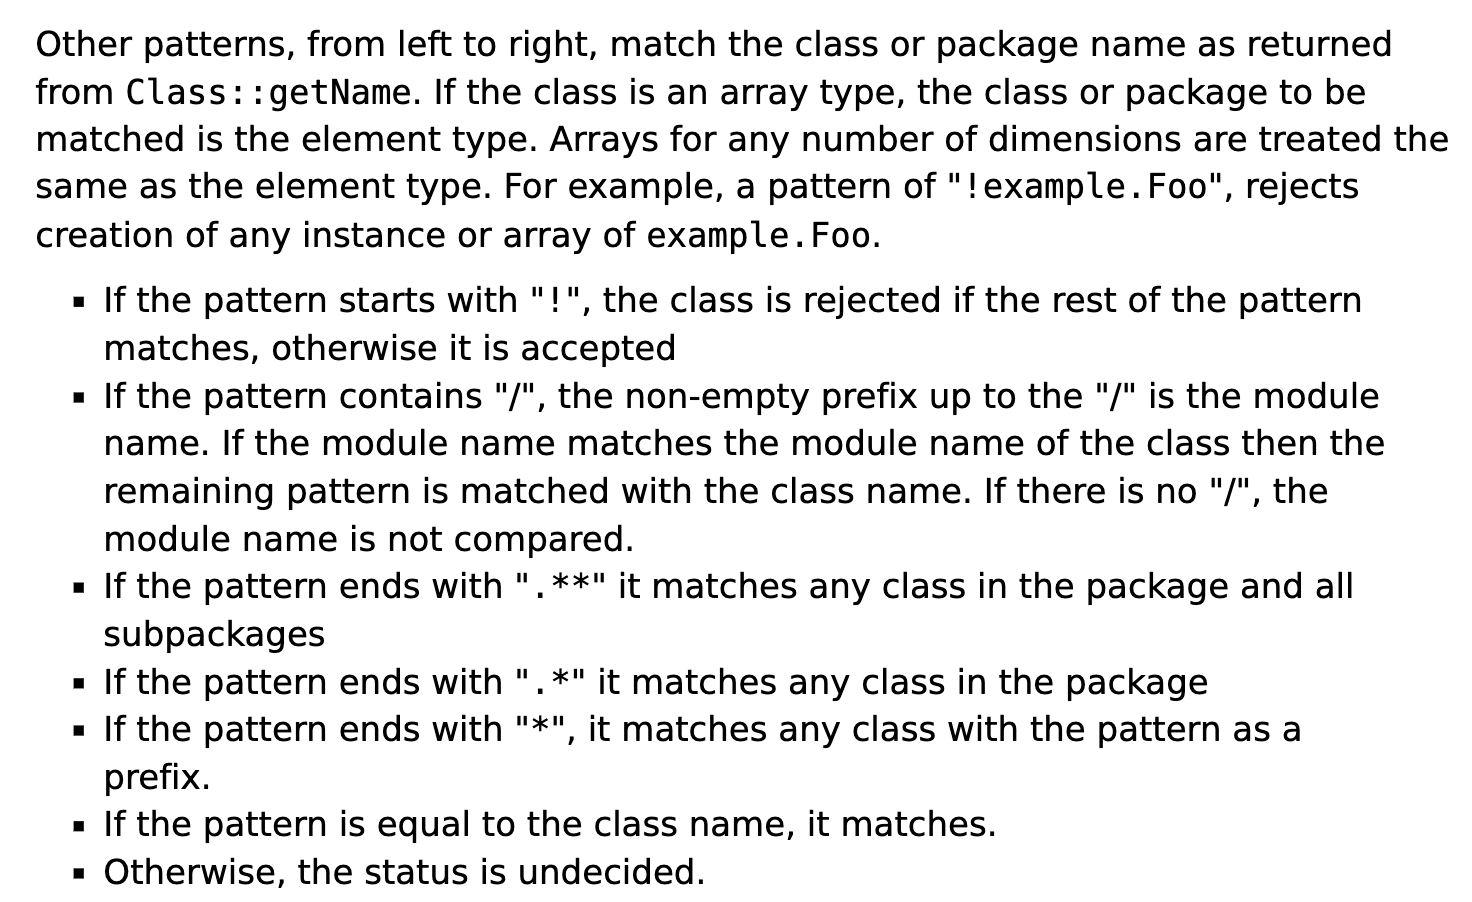 Other patterns, from left to right, match the class or package name as returned
from Class::getName. If the class is an array type, the class or package to be
matched is the element type. Arrays for any number of dimensions are treated the
same as the element type. For example, a pattern of "!example.Foo", rejects
creation of any instance or array of example.Foo.
▪ If the pattern starts with "!", the class is rejected if the rest of the pattern
matches, otherwise it is accepted
▪ If the pattern contains "/", the non-empty prefix up to the "/" is the module
name. If the module name matches the module name of the class then the
remaining pattern is matched with the class name. If there is no "/", the
module name is not compared.
▪ If the pattern ends with ".**" it matches any class in the package and all
subpackages
▪ If the pattern ends with ".*" it matches any class in the package
▪ If the pattern ends with "*", it matches any class with the pattern as a
prefix.
▪ If the pattern is equal to the class name, it matches.
▪ Otherwise, the status is undecided.